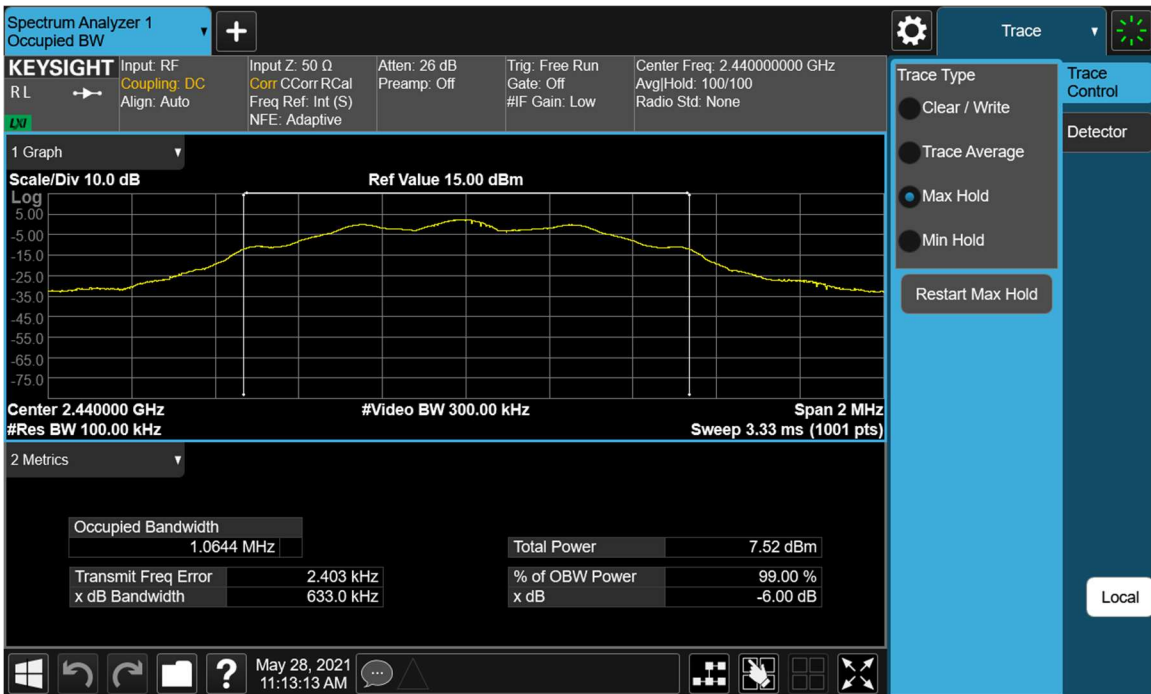 Spectrum Analyzer 1
Occupied BW
+
Trace
KEYSIGHT
RL
LXI
Input: RF
Coupling: DC
Align: Auto
Input Z: 50 Ω
Corr CCorr RCal
Freq Ref: Int (S)
NFE: Adaptive
Atten: 26 dB
Preamp: Off
Trig: Free Run
Gate: Off
#IF Gain: Low
Center Freq: 2.440000000 GHz
Avg|Hold: 100/100
Radio Std: None
Trace Type
Clear / Write
Trace Average
Max Hold
Min Hold
Restart Max Hold
Trace
Control
Detector
Local
1 Graph
Scale/Div 10.0 dB Ref Value 15.00 dBm
Log
5.00
-5.00
-15.0
-25.0
-35.0
-45.0
-55.0
-65.0
-75.0
Center 2.440000 GHz #Video BW 300.00 kHz Span 2 MHz
#Res BW 100.00 kHz Sweep 3.33 ms (1001 pts)
2 Metrics
Occupied Bandwidth
1.0644 MHz
Total Power 7.52 dBm
Transmit Freq Error 2.403 kHz % of OBW Power 99.00 %
x dB Bandwidth 633.0 kHz x dB -6.00 dB
?
May 28, 2021
11:13:13 AM